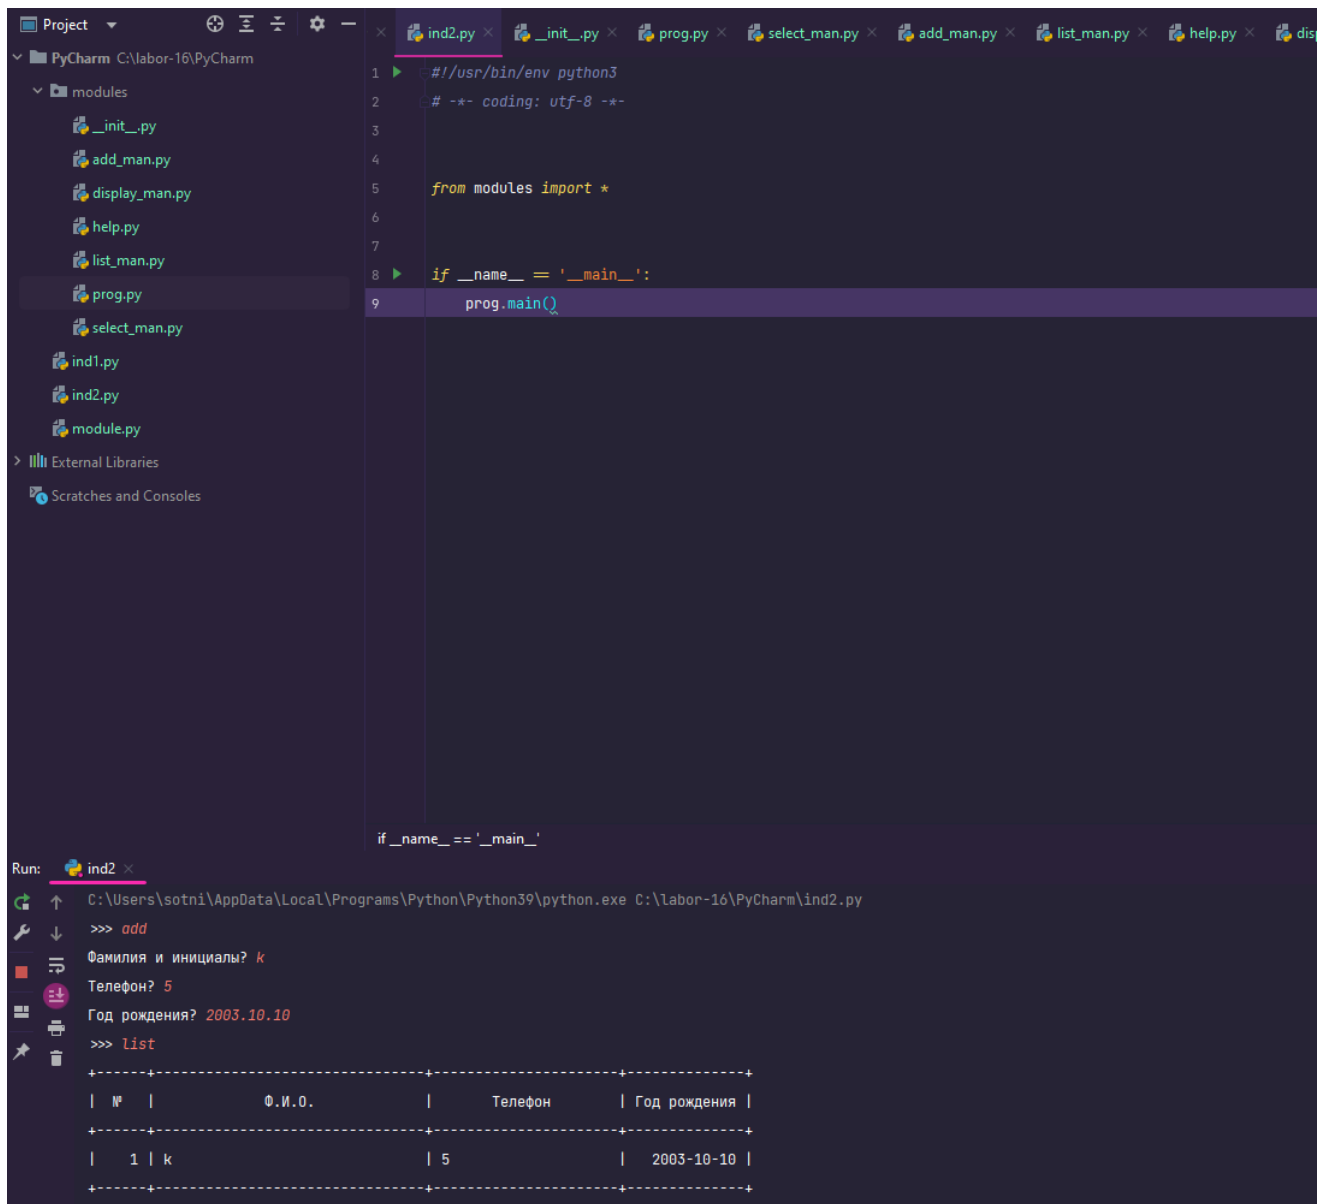 Project
PyCharm C:\labor-16\PyCharm
modules
__init__.py
add_man.py
display_man.py
help.py
list_man.py
prog.py
select_man.py
ind1.py
ind2.py
module.py
External Libraries
Scratches and Consoles
ind2.py __init__.py prog.py select_man.py add_man.py list_man.py help.py dis
1 #!/usr/bin/env python3
2 # -*- coding: utf-8 -*-
3
4
5 from modules import *
6
7
8 if __name__ == '__main__':
9 prog.main()
if __name__ == '__main__'
Run: ind2
C:\Users\sotni\AppData\Local\Programs\Python\Python39\python.exe C:\labor-16\PyCharm\ind2.py
>>> add
Фамилия и инициалы? k
Телефон? 5
Год рождения? 2003.10.10
>>> list
+------+--------------------------------+----------------------+--------------+
| № | Ф.И.О. | Телефон | Год рождения |
+------+--------------------------------+----------------------+--------------+
| 1 | k | 5 | 2003-10-10 |
+------+--------------------------------+----------------------+--------------+